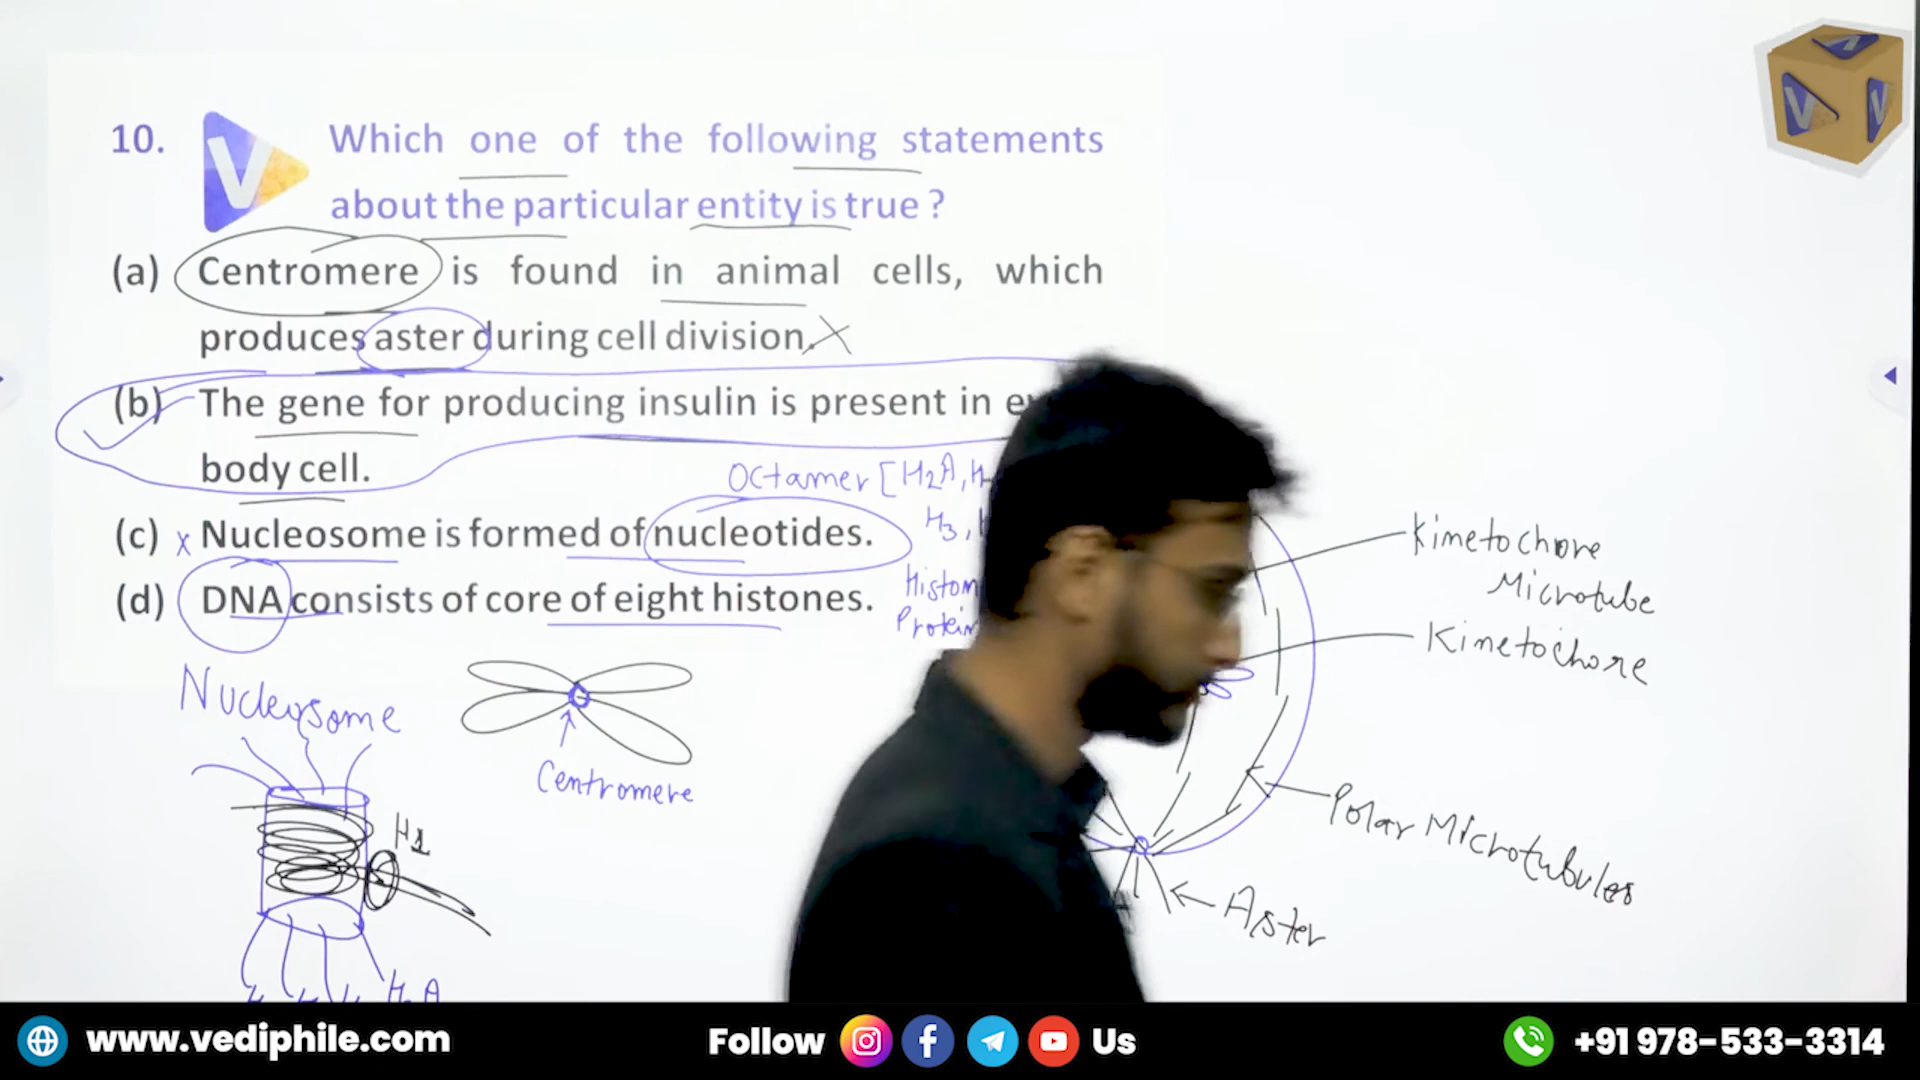 10.
V
Which one of the following statements
about the particular entity is true ?
(a) Centromere is found in animal cells, which
produces aster during cell division.
(b) The gene for producing insulin is present in
body cell.
(c) x Nucleosome is formed of nucleotides.
(d) DNA consists of core of eight histones.
Octamer [H2A,
H3,
Protein
Nucleosome
Centromere
H1
Kinetochore
Microtube
Kinetochore
Polar Microtubules
Aster
V
V
www.vediphile.com
Follow
Us
+91 978-533-3314